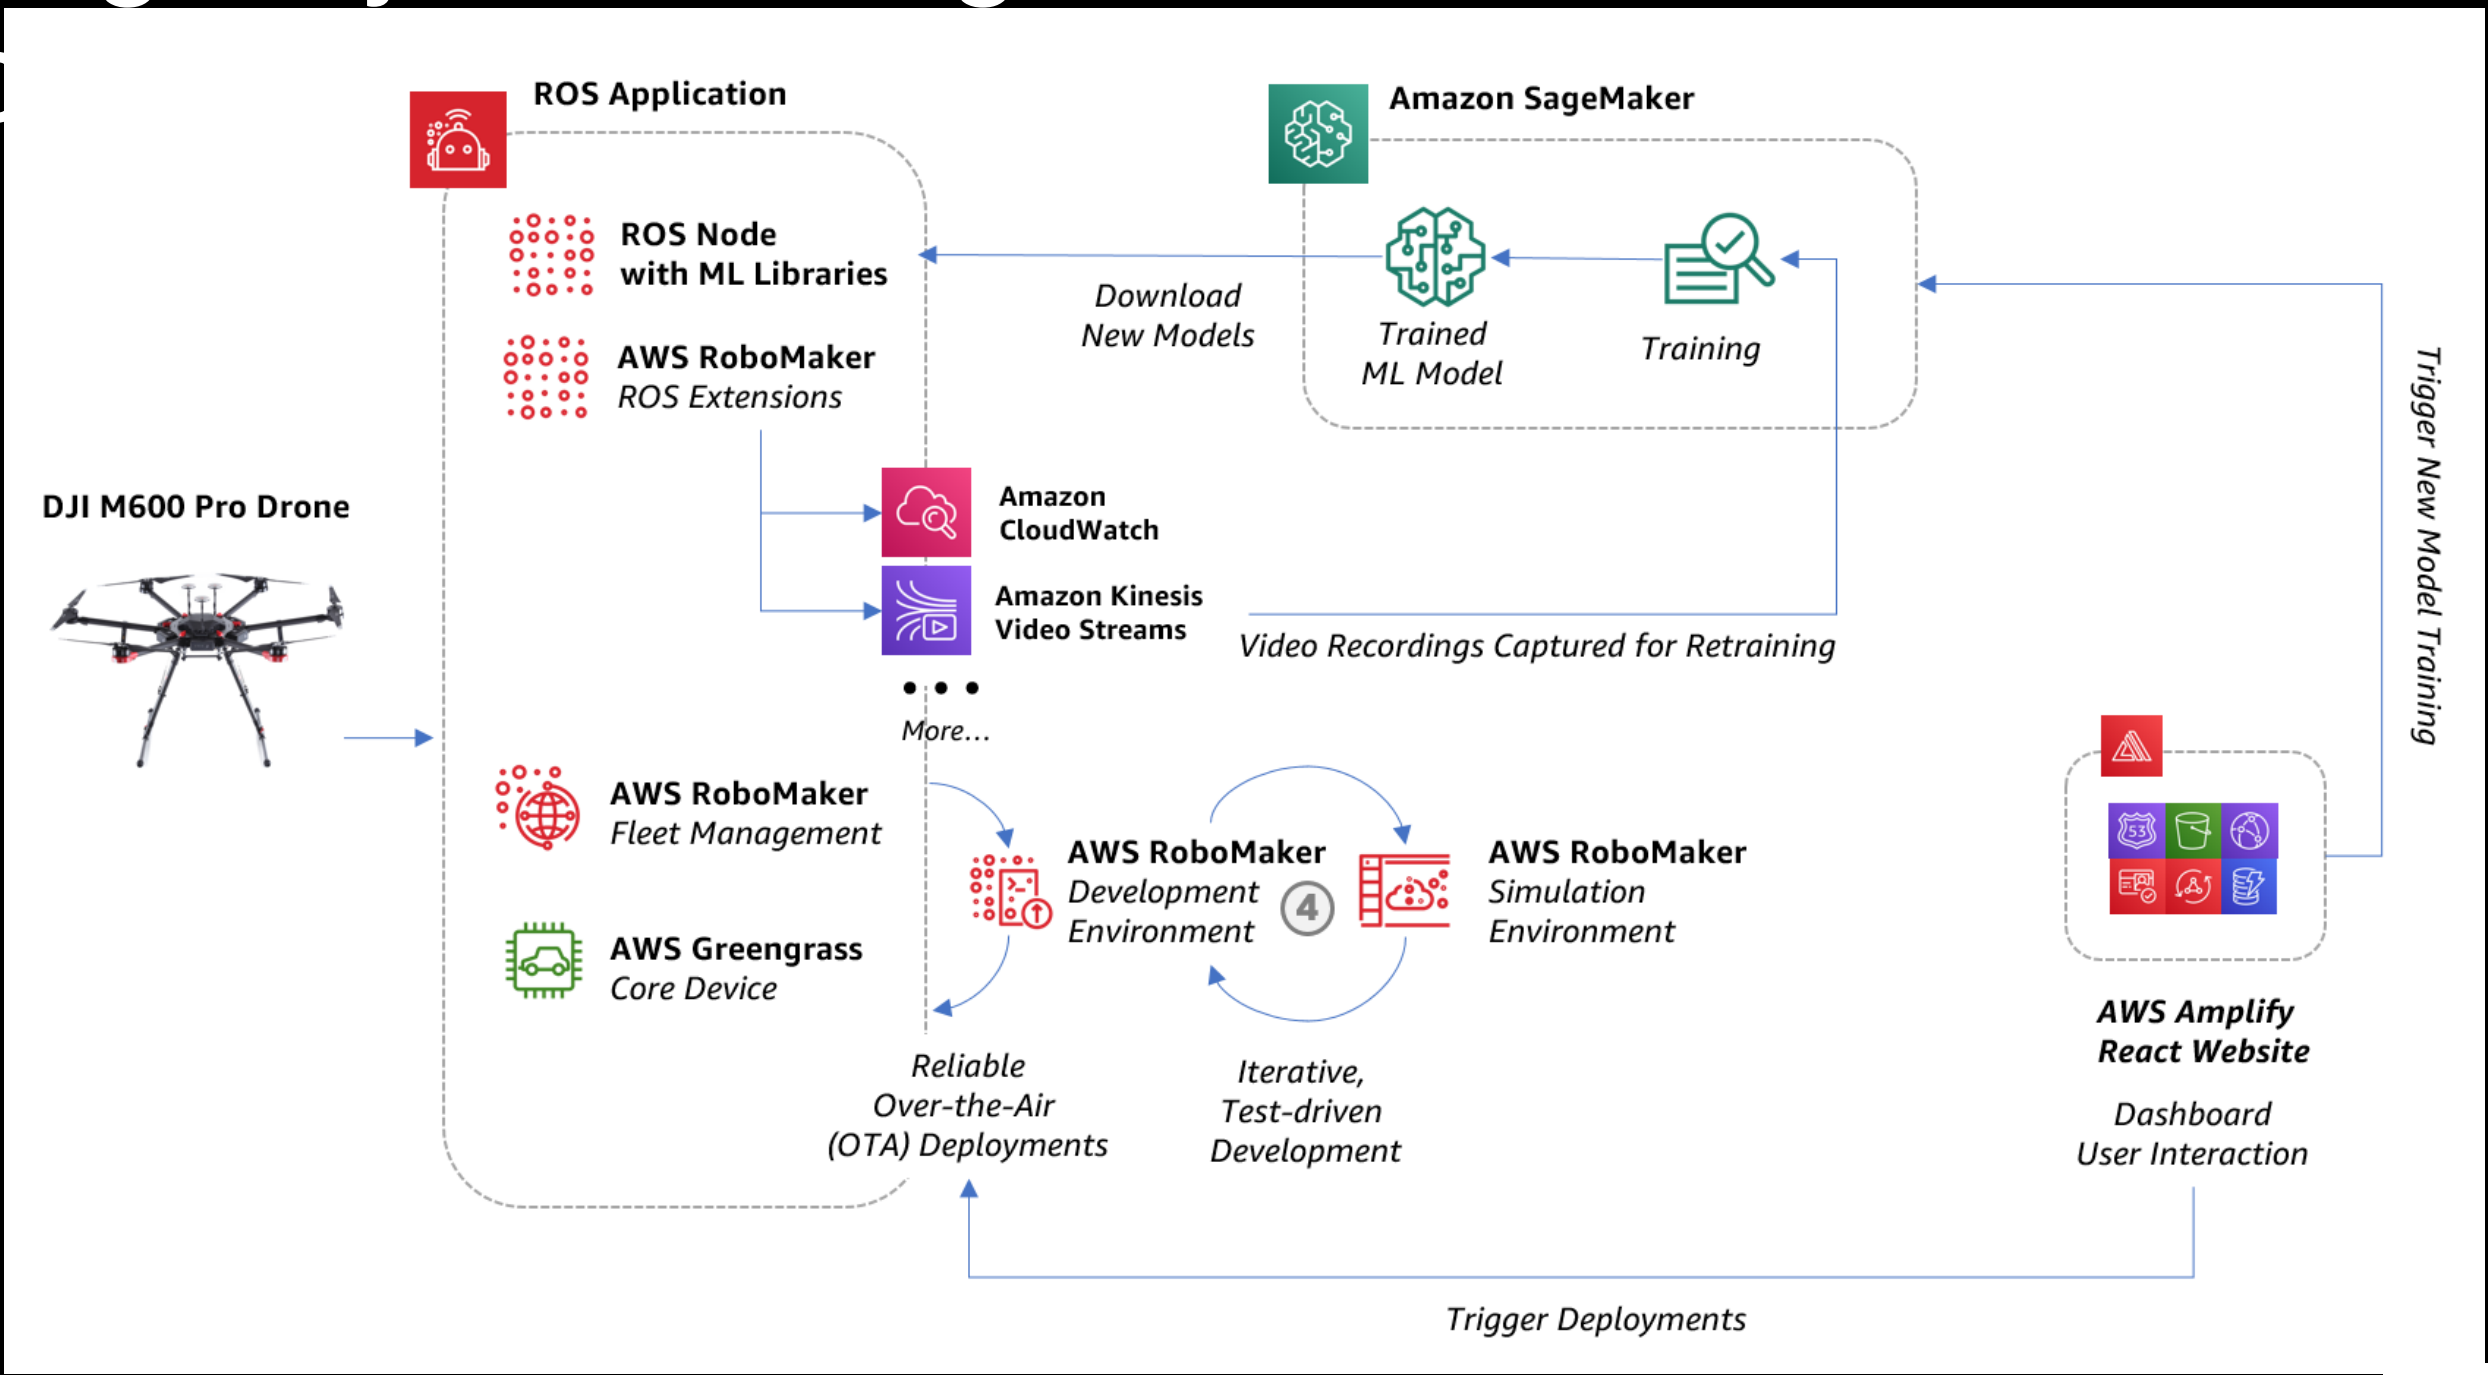 ROS Application
Amazon SageMaker
ROS Node
with ML Libraries
Download
New Models
Trained
ML Model
Training
AWS RoboMaker
ROS Extensions
Trigger New Model Training
DJI M600 Pro Drone
Amazon
CloudWatch
Amazon Kinesis
Video Streams
Video Recordings Captured for Retraining
More...
AWS RoboMaker
Fleet Management
AWS RoboMaker
Development
Environment
4
AWS RoboMaker
Simulation
Environment
53
AWS Greengrass
Core Device
AWS Amplify
React Website
Reliable
Over-the-Air
(OTA) Deployments
Iterative,
Test-driven
Development
Dashboard
User Interaction
Trigger Deployments